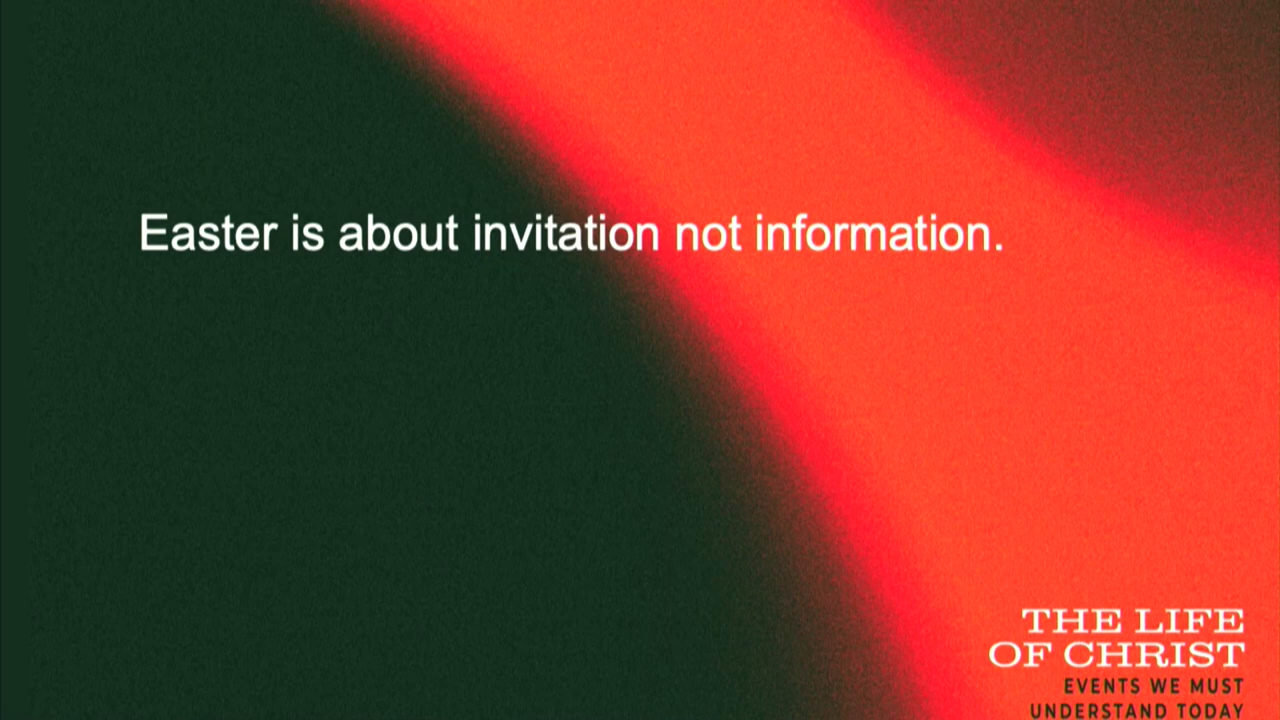 Easter is about invitation not information.
THE LIFE
OF CHRIST
EVENTS WE MUST
UNDERSTAND TODAY